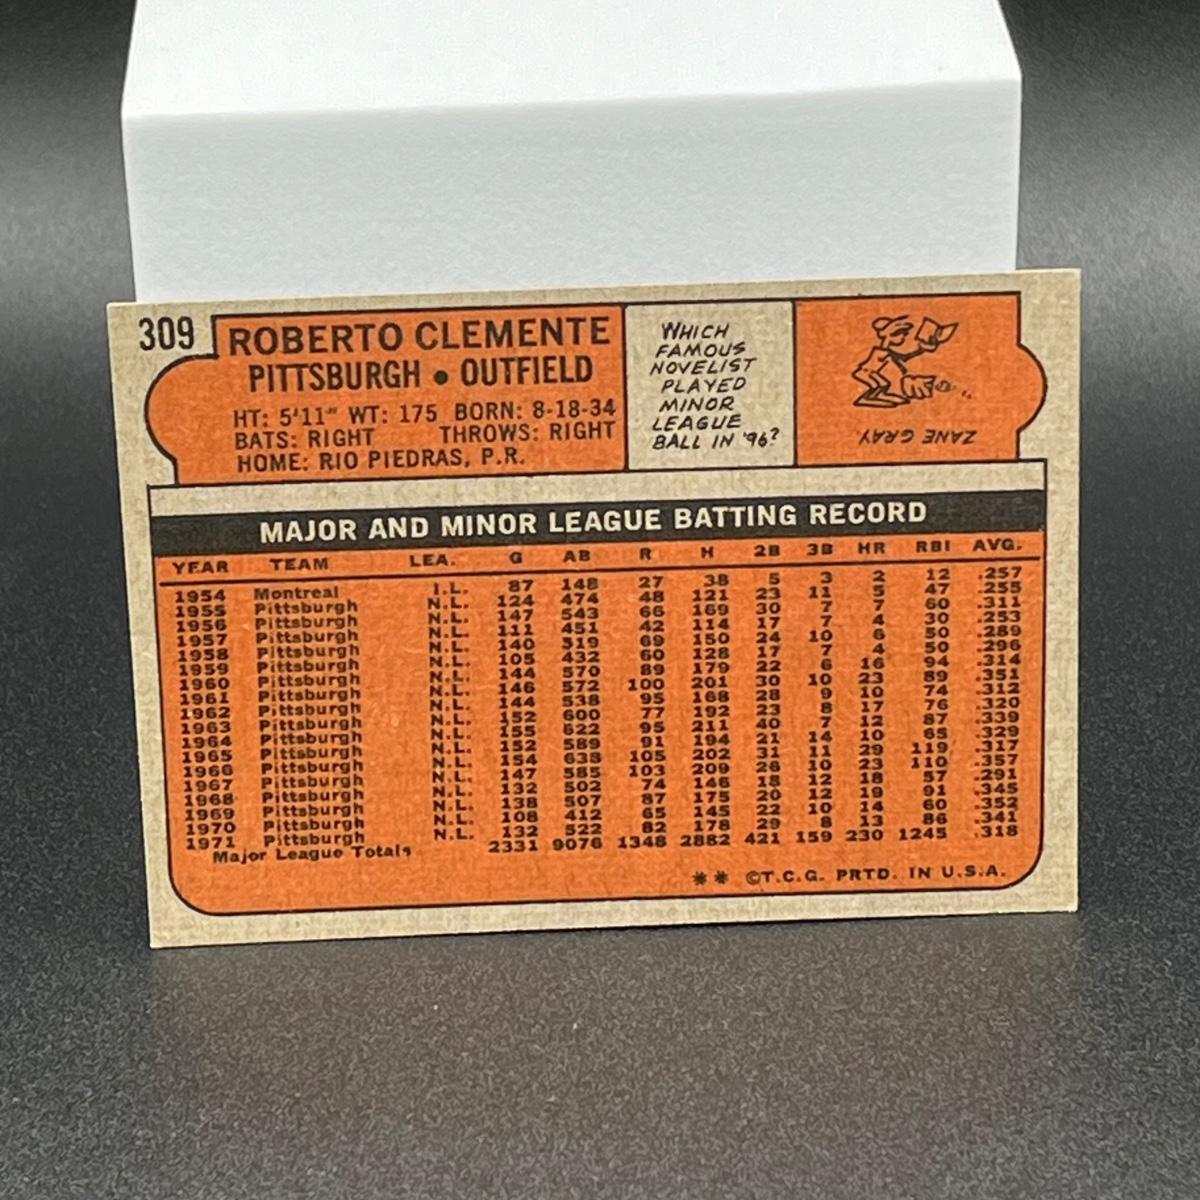 309
ROBERTO CLEMENTE
PITTSBURGH • OUTFIELD
HT: 5'11" WT: 175 BORN: 8-18-34
BATS: RIGHT THROWS: RIGHT
HOME: RIO PIEDRAS, P.R.
WHICH
FAMOUS
NOVELIST
PLAYED
MINOR
LEAGUE
BALL IN '96?
ZANE GRAY
MAJOR AND MINOR LEAGUE BATTING RECORD
YEAR TEAM LEA. G AB R H 2B 3B HR RBI AVG.
1954 Montreal I.L. 87 148 27 38 5 3 2 12 .257
1955 Pittsburgh N.L. 124 474 48 121 23 11 5 47 .255
1956 Pittsburgh N.L. 147 543 66 169 30 7 7 60 .311
1957 Pittsburgh N.L. 111 451 42 114 17 7 4 30 .253
1958 Pittsburgh N.L. 140 519 69 150 24 10 6 50 .289
1959 Pittsburgh N.L. 105 432 60 128 17 7 4 50 .296
1960 Pittsburgh N.L. 144 570 89 179 22 6 16 94 .314
1961 Pittsburgh N.L. 146 572 100 201 30 10 23 89 .351
1962 Pittsburgh N.L. 144 538 95 168 28 9 10 74 .312
1963 Pittsburgh N.L. 152 600 77 192 23 8 17 76 .320
1964 Pittsburgh N.L. 155 622 95 211 40 7 12 87 .339
1965 Pittsburgh N.L. 152 589 91 194 21 14 10 65 .329
1966 Pittsburgh N.L. 154 638 105 202 31 11 29 119 .317
1967 Pittsburgh N.L. 147 585 103 209 26 10 23 110 .357
1968 Pittsburgh N.L. 132 502 74 146 18 12 18 57 .291
1969 Pittsburgh N.L. 138 507 87 175 20 12 19 91 .345
1970 Pittsburgh N.L. 108 412 65 145 22 10 14 60 .352
1971 Pittsburgh N.L. 132 522 82 178 29 8 13 86 .341
Major League Totals 2331 9076 1348 2882 421 159 230 1245 .318
** ©T.C.G. PRTD. IN U.S.A.